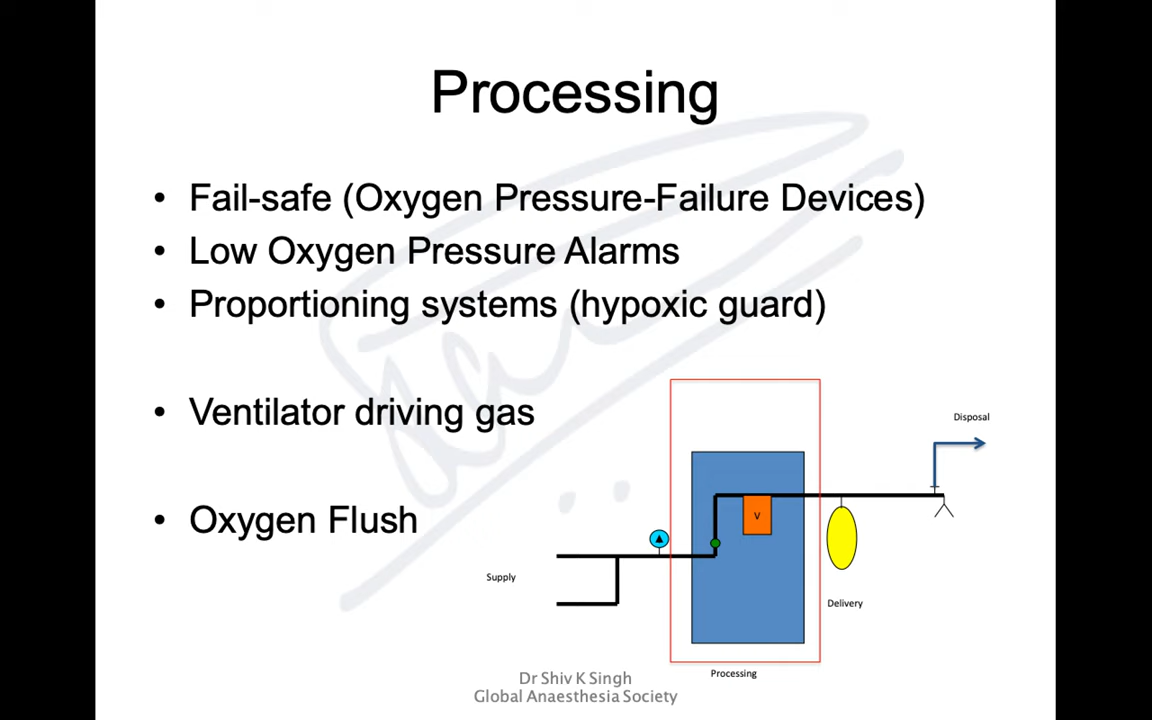 Processing
• Fail-safe (Oxygen Pressure-Failure Devices)
• Low Oxygen Pressure Alarms
• Proportioning systems (hypoxic guard)
• Ventilator driving gas
• Oxygen Flush
Disposal
V
Supply
Delivery
Processing
Dr Shiv K Singh
Global Anaesthesia Society